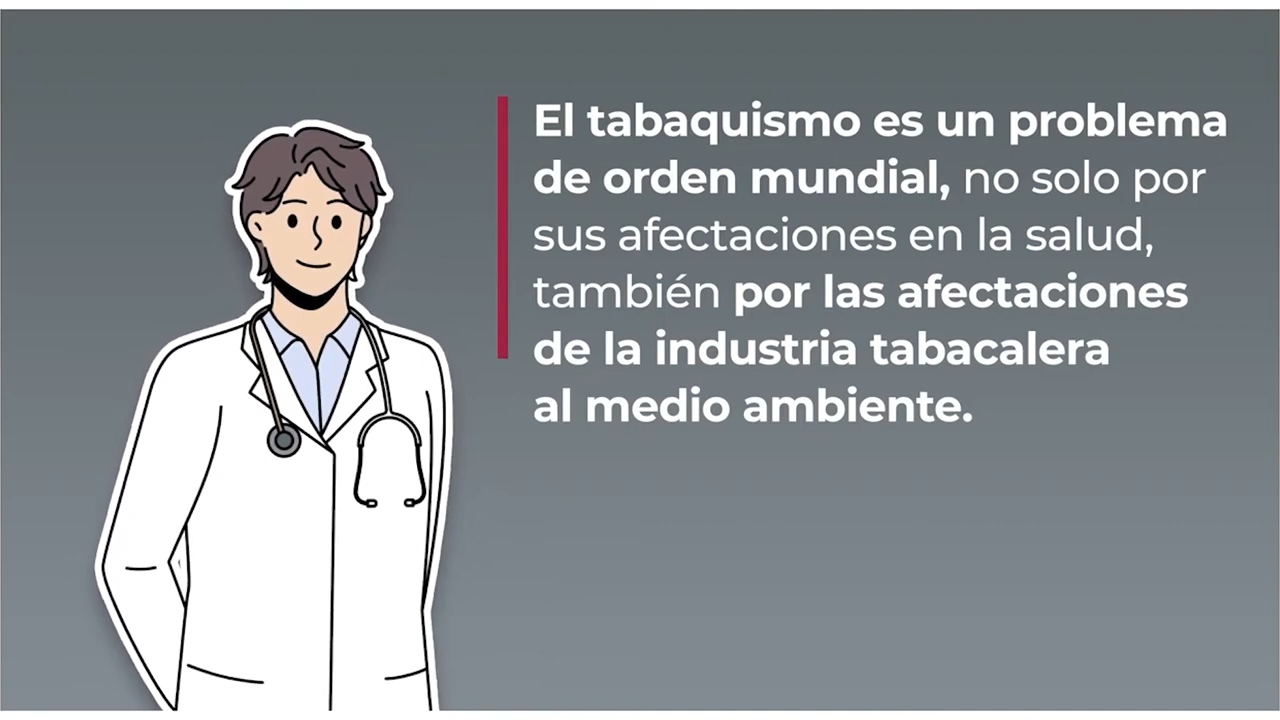 El tabaquismo es un problema
de orden mundial, no solo por
sus afectaciones en la salud,
también por las afectaciones
de la industria tabacalera
al medio ambiente.